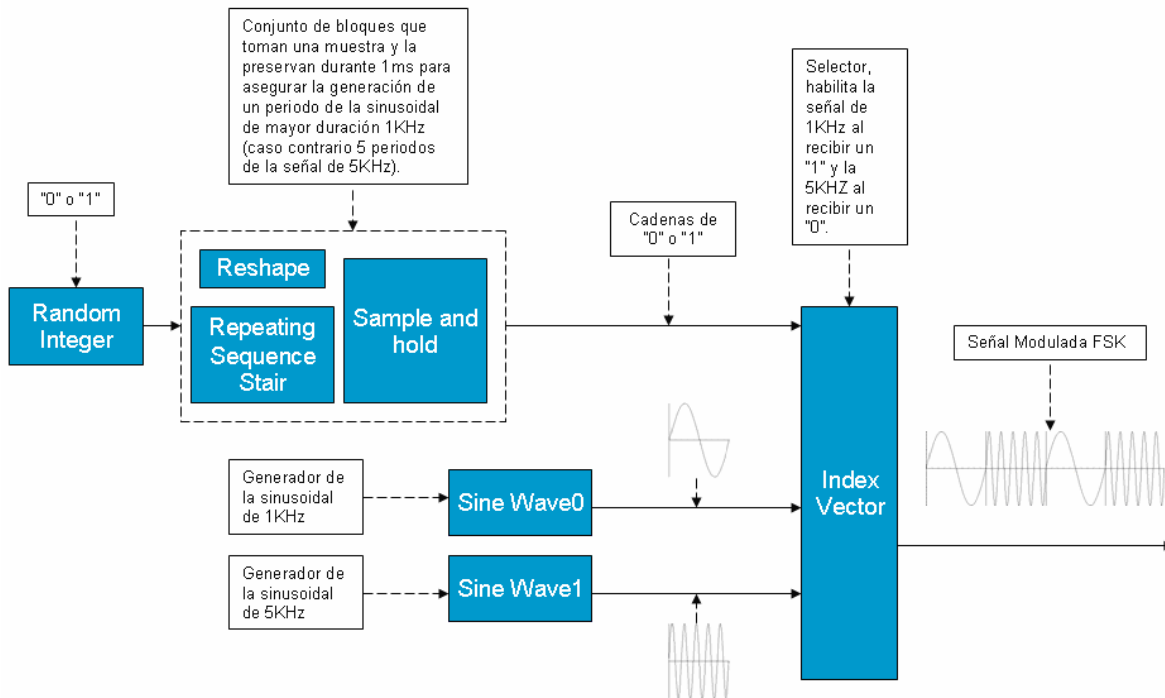 Conjunto de bloques que
toman una muestra y la
preservan durante 1ms para
asegurar la generación de
un periodo de la sinusoidal
de mayor duración 1KHz
(caso contrario 5 periodos
de la señal de 5KHz).
Selector,
habilita la
señal de
1KHz al
recibir un
"1" y la
5KHZ al
recibir un
"0".
"0" o "1"
Cadenas de
"0" o "1"
Random
Integer
Reshape
Repeating
Sequence
Stair
Sample and
hold
Señal Modulada FSK
Generador de
la sinusoidal
de 1KHz
Sine Wave0
Index
Vector
Generador de
la sinusoidal
de 5KHz
Sine Wave1